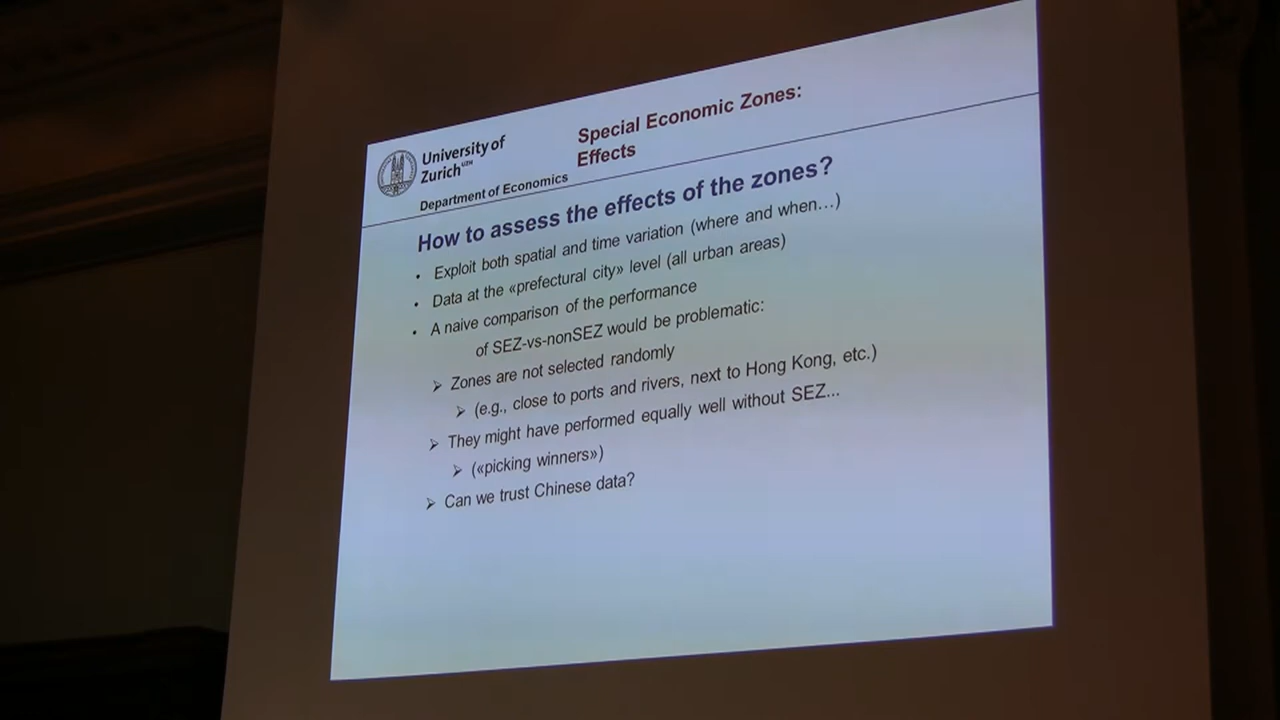 University of
Zurich UZH
Department of Economics
Special Economic Zones:
Effects
How to assess the effects of the zones?
• Exploit both spatial and time variation (where and when…)
• Data at the «prefectural city» level (all urban areas)
• A naive comparison of the performance
of SEZ-vs-nonSEZ would be problematic:
➢ Zones are not selected randomly
➢ (e.g., close to ports and rivers, next to Hong Kong, etc.)
➢ They might have performed equally well without SEZ...
➢ («picking winners»)
➢ Can we trust Chinese data?